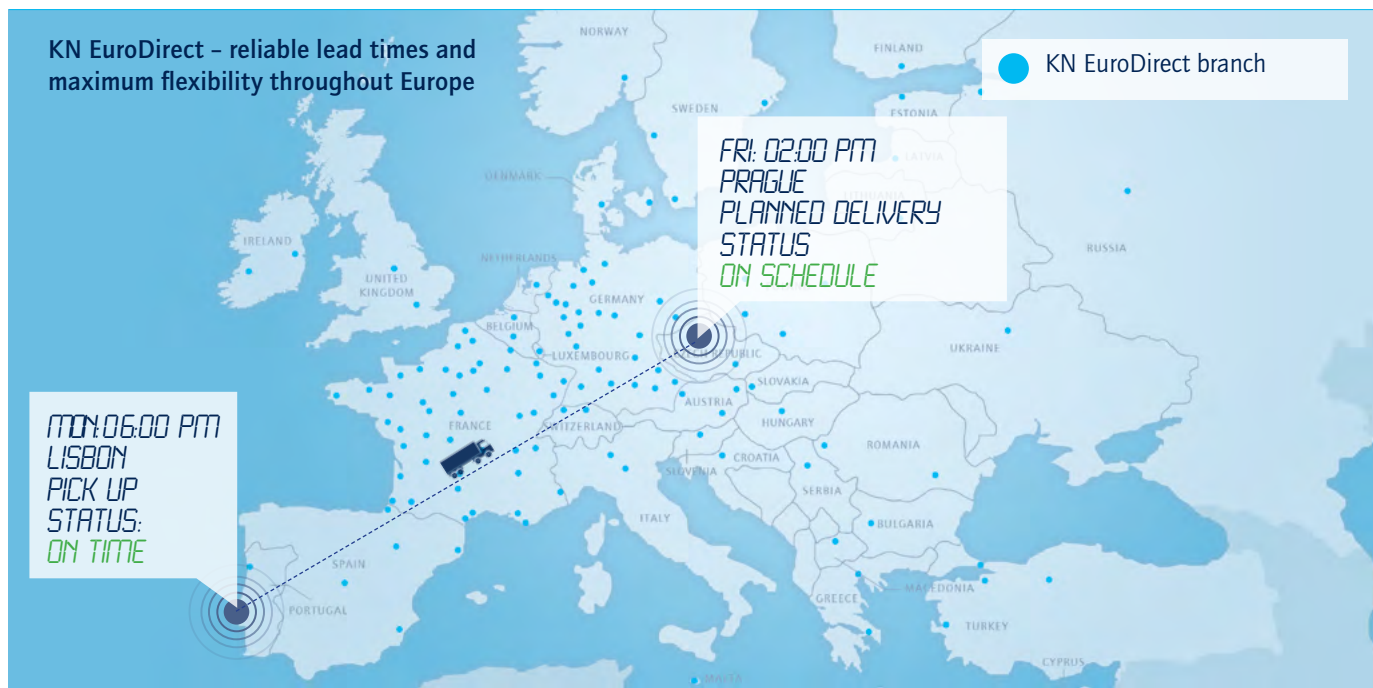 KN EuroDirect – reliable lead times and
maximum flexibility throughout Europe
KN EuroDirect branch
NORWAY
FINLAND
SWEDEN
ESTONIA
LATVIA
LITHUANIA
DENMARK
FRI: 02:00 PM
PRAGUE
PLANNED DELIVERY
STATUS
ON SCHEDULE
IRELAND
UNITED
KINGDOM
NETHERLANDS
GERMANY
RUSSIA
BELGIUM
LUXEMBOURG
CZECH REPUBLIC
UKRAINE
SLOVAKIA
AUSTRIA
HUNGARY
FRANCE
SWITZERLAND
ROMANIA
SLOVENIA
CROATIA
SERBIA
MON:06:00 PM
LISBON
PICK UP
STATUS:
ON TIME
ITALY
BULGARIA
SPAIN
PORTUGAL
MACEDONIA
GREECE
TURKEY
CYPRUS
MALTA